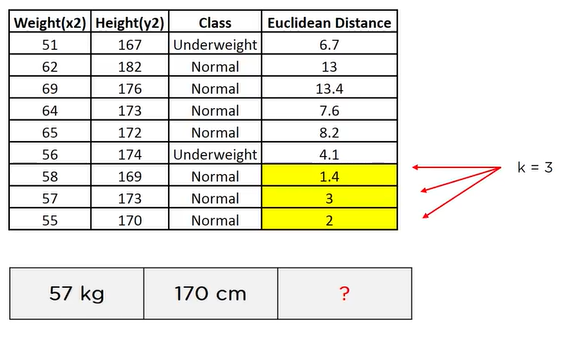 Weight(x2) Height(y2) Class Euclidean Distance
51 167 Underweight 6.7
62 182 Normal 13
69 176 Normal 13.4
64 173 Normal 7.6
65 172 Normal 8.2
56 174 Underweight 4.1
58 169 Normal 1.4
57 173 Normal 3
55 170 Normal 2
k = 3
57 kg 170 cm ?